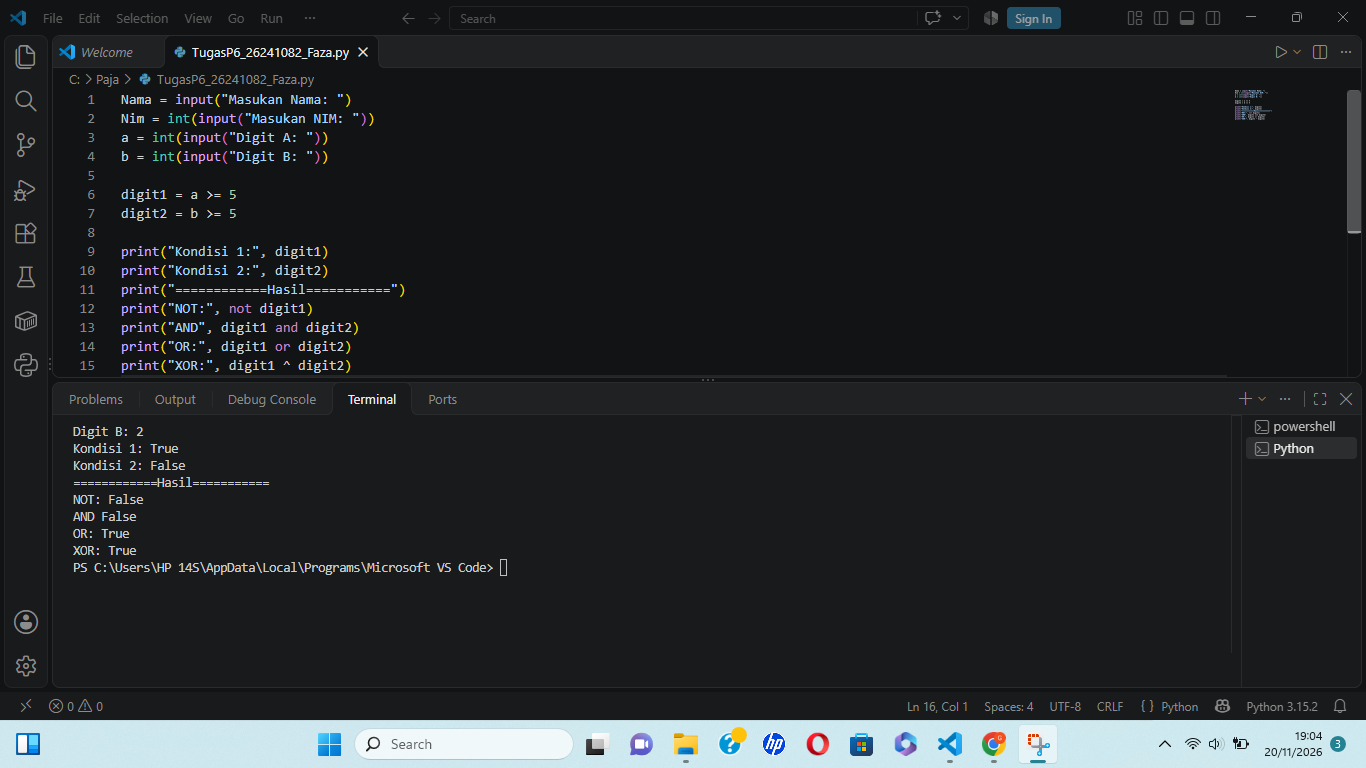 File Edit Selection View Go Run ··· Search Sign In
Welcome TugasP6_26241082_Faza.py
C: > Paja > TugasP6_26241082_Faza.py
1 Nama = input("Masukan Nama: ")
2 Nim = int(input("Masukan NIM: "))
3 a = int(input("Digit A: "))
4 b = int(input("Digit B: "))
5
6 digit1 = a >= 5
7 digit2 = b >= 5
8
9 print("Kondisi 1:", digit1)
10 print("Kondisi 2:", digit2)
11 print("============Hasil===========")
12 print("NOT:", not digit1)
13 print("AND", digit1 and digit2)
14 print("OR:", digit1 or digit2)
15 print("XOR:", digit1 ^ digit2)
Problems Output Debug Console Terminal Ports
Digit B: 2
Kondisi 1: True
Kondisi 2: False
============Hasil===========
NOT: False
AND False
OR: True
XOR: True
PS C:\Users\HP 14S\AppData\Local\Programs\Microsoft VS Code>
powershell
Python
0 0 Ln 16, Col 1 Spaces: 4 UTF-8 CRLF { } Python Python 3.15.2
Search 19:04
20/11/2026 3